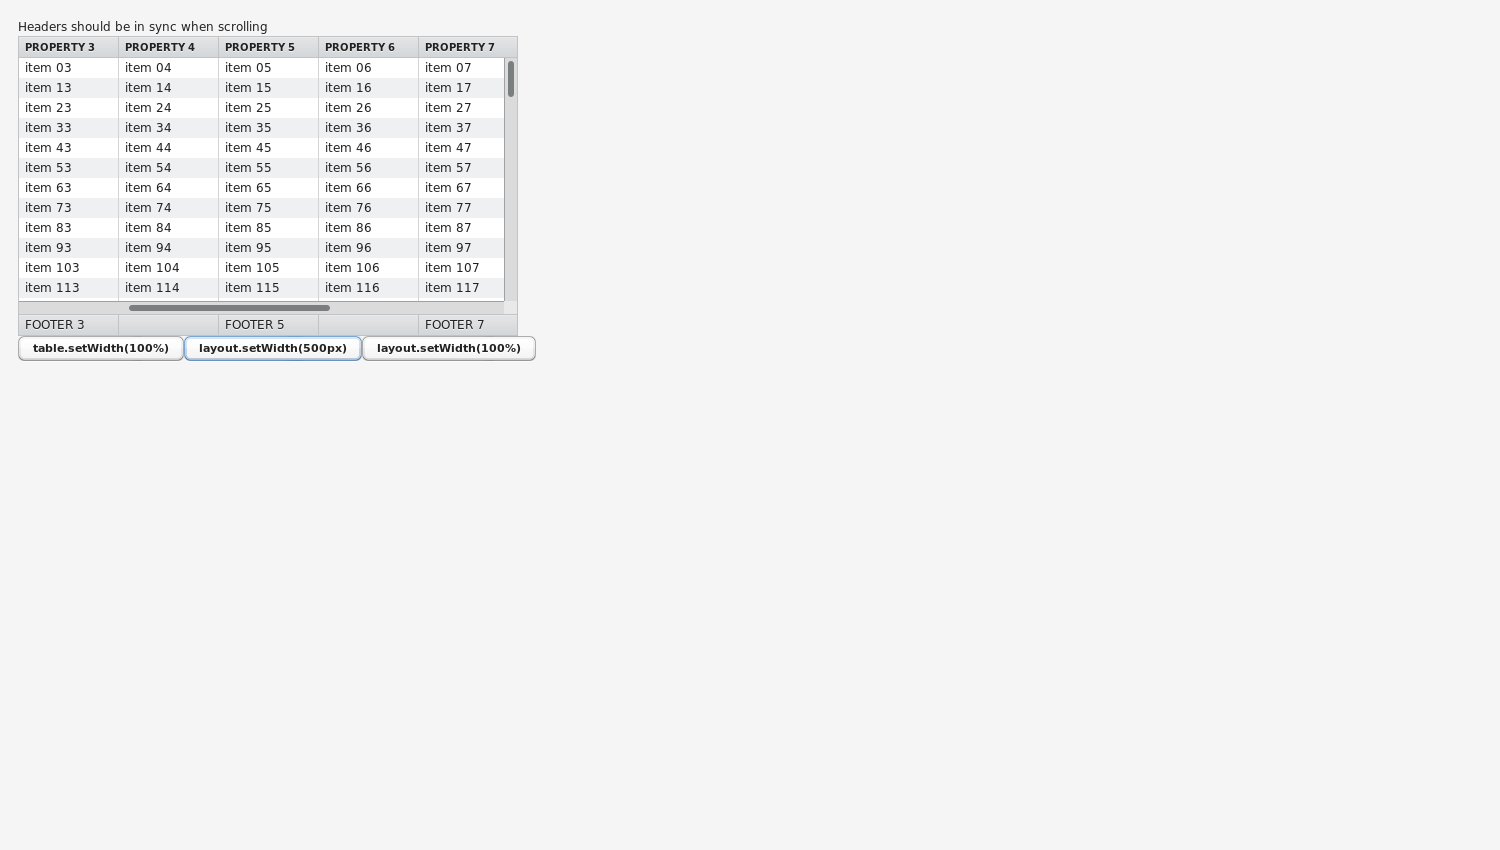 Headers should be in sync when scrolling
PROPERTY 3 PROPERTY 4 PROPERTY 5 PROPERTY 6 PROPERTY 7
item 03 item 04 item 05 item 06 item 07
item 13 item 14 item 15 item 16 item 17
item 23 item 24 item 25 item 26 item 27
item 33 item 34 item 35 item 36 item 37
item 43 item 44 item 45 item 46 item 47
item 53 item 54 item 55 item 56 item 57
item 63 item 64 item 65 item 66 item 67
item 73 item 74 item 75 item 76 item 77
item 83 item 84 item 85 item 86 item 87
item 93 item 94 item 95 item 96 item 97
item 103 item 104 item 105 item 106 item 107
item 113 item 114 item 115 item 116 item 117
FOOTER 3 FOOTER 5 FOOTER 7
table.setWidth(100%) layout.setWidth(500px) layout.setWidth(100%)